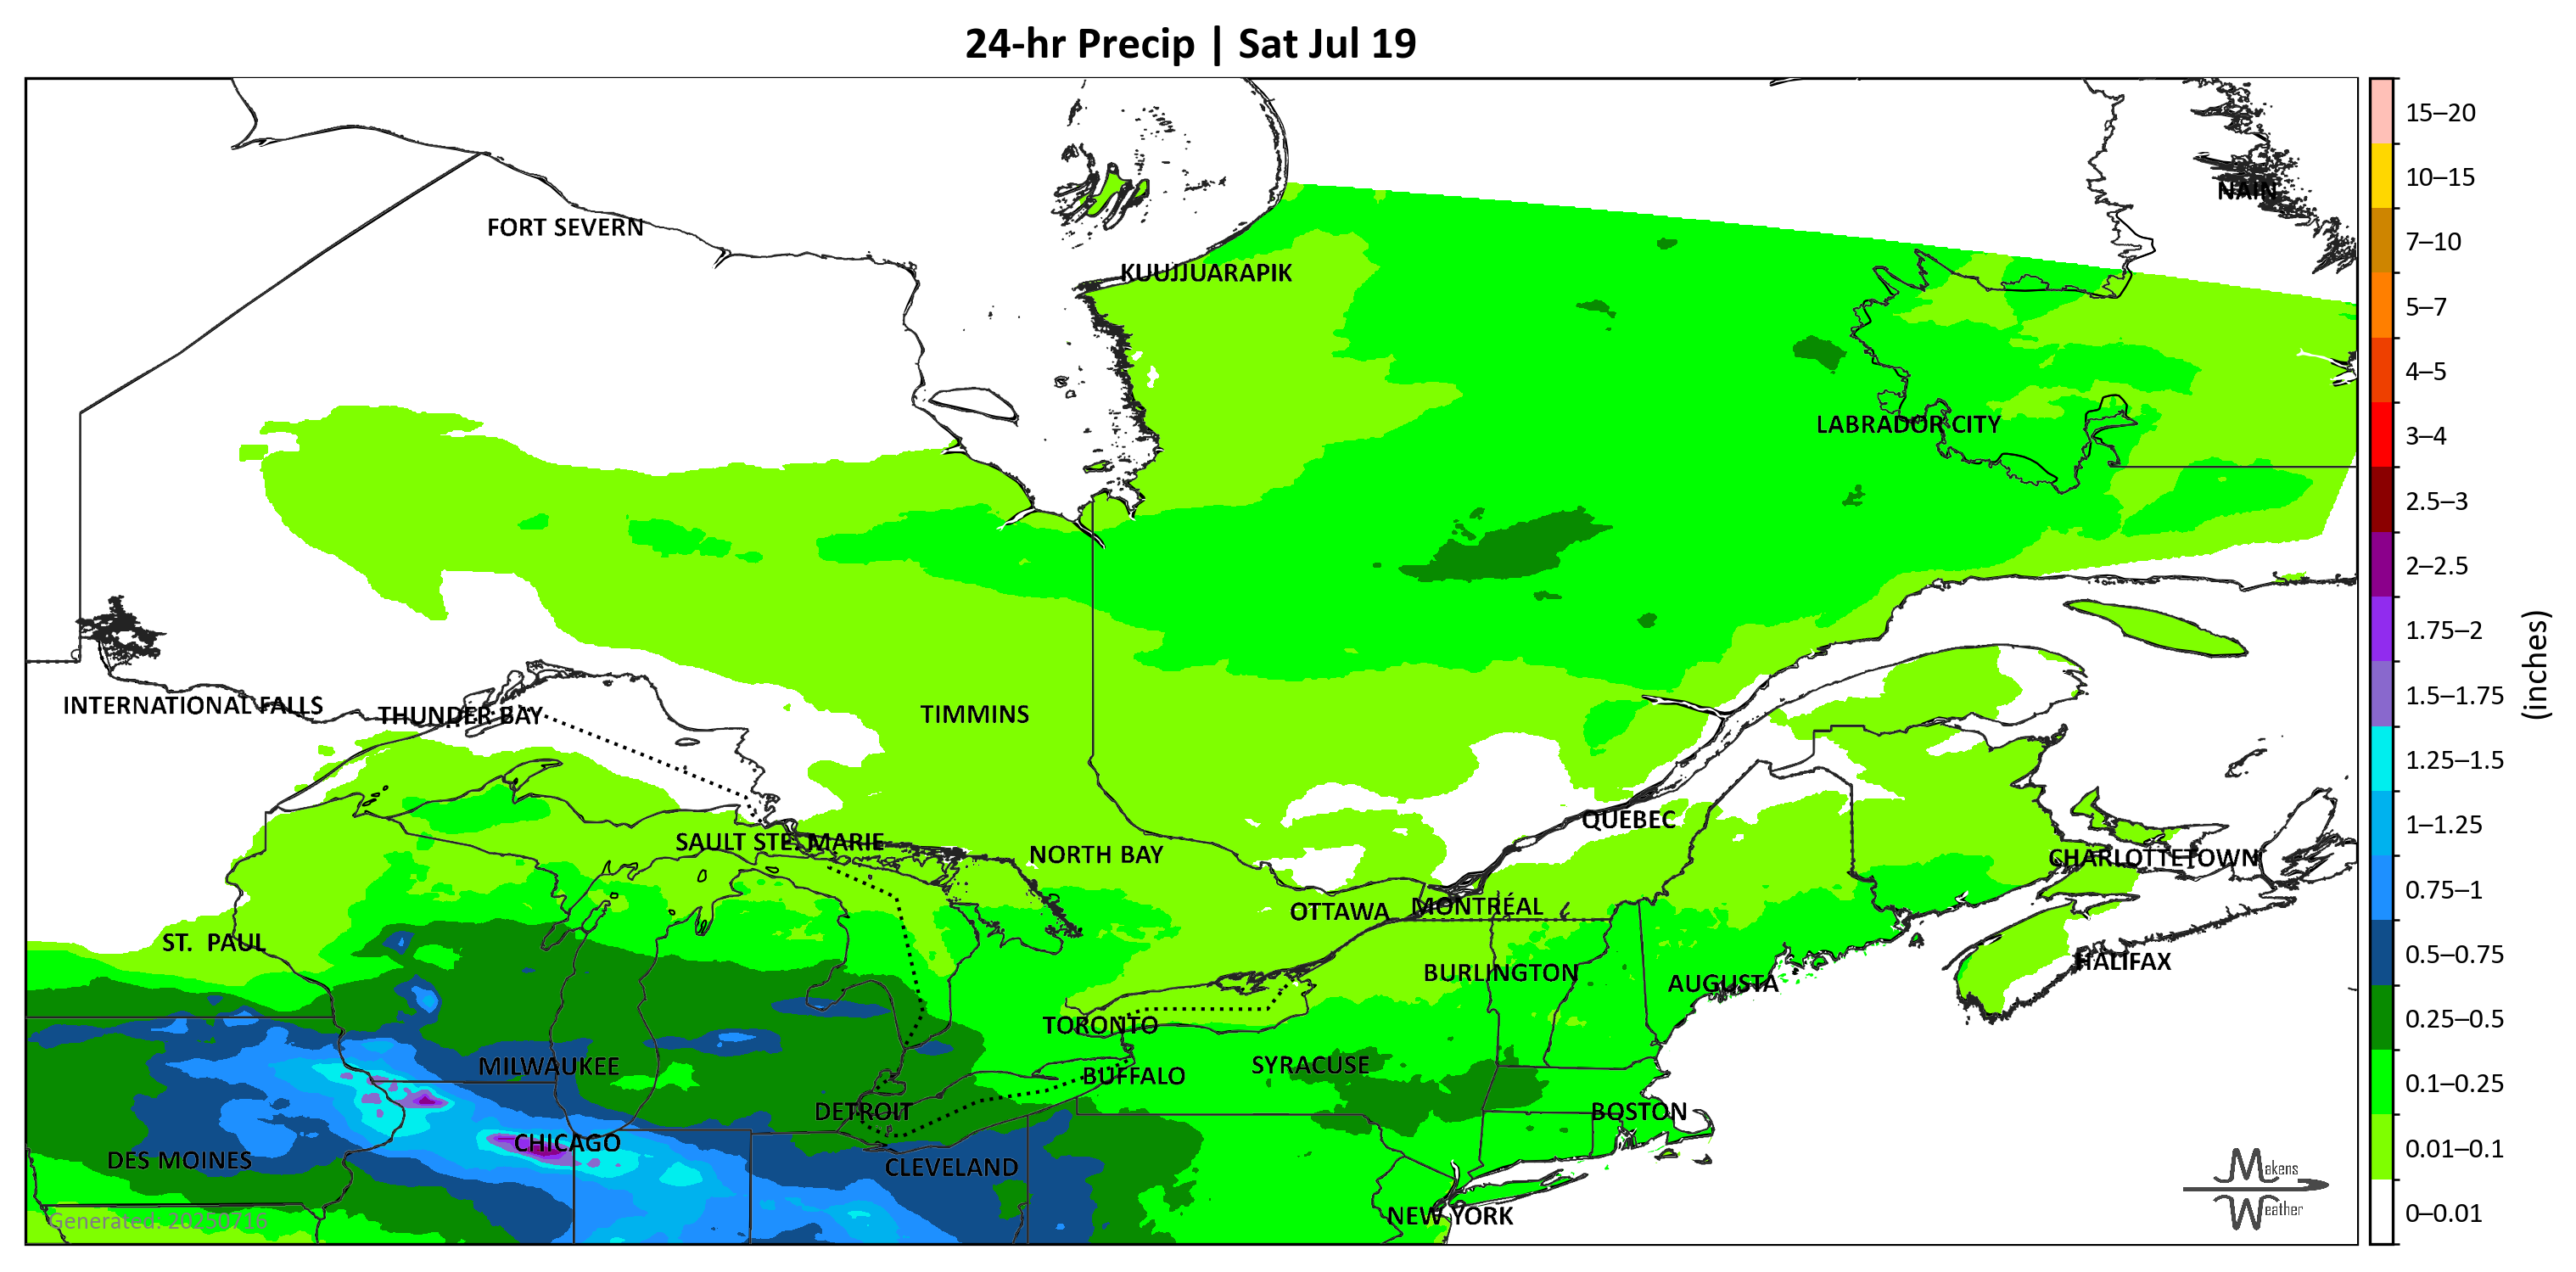 24-hr Precip | Sat Jul 19
15–20
10–15
NAIN
FORT SEVERN
7–10
KUUJJUARAPIK
5–7
4–5
LABRADOR CITY
3–4
2.5–3
2–2.5
1.75–2
(inches)
1.5–1.75
INTERNATIONAL FALLS
THUNDER BAY
TIMMINS
1.25–1.5
QUEBEC
1–1.25
SAULT STE. MARIE
NORTH BAY
CHARLOTTETOWN
0.75–1
OTTAWA
MONTRÉAL
ST. PAUL
0.5–0.75
HALIFAX
BURLINGTON
AUGUSTA
0.25–0.5
TORONTO
MILWAUKEE
SYRACUSE
BUFFALO
0.1–0.25
DETROIT
BOSTON
CHICAGO
0.01–0.1
DES MOINES
CLEVELAND
Makens
Weather
0–0.01
NEW YORK
Generated: 20250716